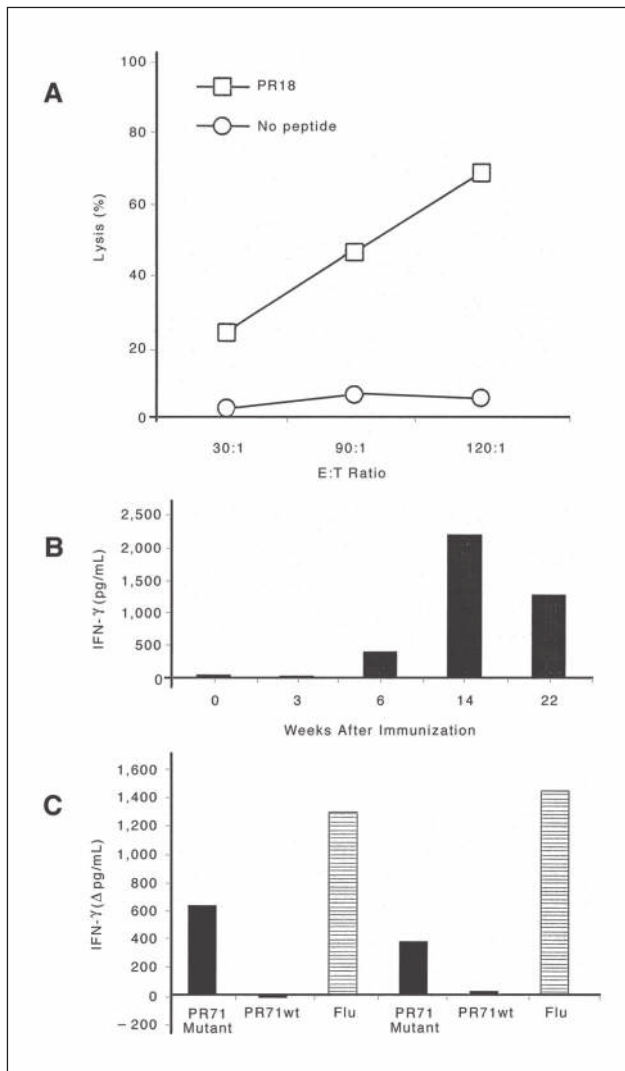 A
PR18
No peptide
100
80
60
40
20
0
Lysis (%)
30:1 90:1 120:1
E:T Ratio
B
2,500
2,000
1,500
1,000
500
0
IFN-γ (pg/mL)
0 3 6 14 22
Weeks After Immunization
C
1,600
1,400
1,200
1,000
800
600
400
200
0
– 200
IFN-γ (Δ pg/mL)
PR71 PR71wt Flu PR71 PR71wt Flu
Mutant Mutant